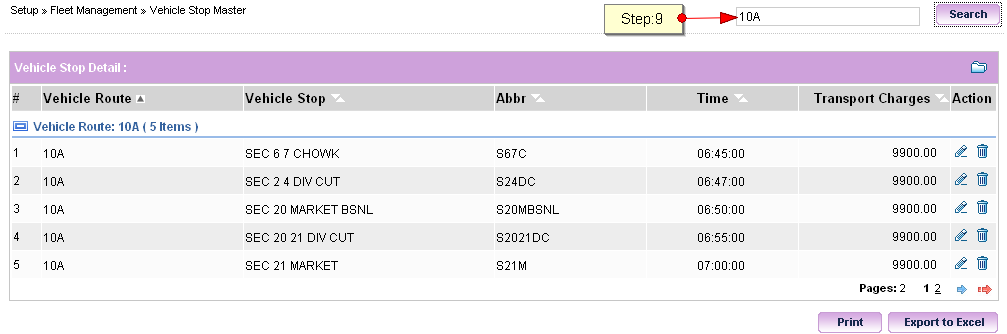 Setup » Fleet Management » Vehicle Stop Master
Step:9
10A
Search
Vehicle Stop Detail :
# Vehicle Route Vehicle Stop Abbr Time Transport Charges Action
Vehicle Route: 10A ( 5 Items )
1 10A SEC 6 7 CHOWK S67C 06:45:00 9900.00
2 10A SEC 2 4 DIV CUT S24DC 06:47:00 9900.00
3 10A SEC 20 MARKET BSNL S20MBSNL 06:50:00 9900.00
4 10A SEC 20 21 DIV CUT S2021DC 06:55:00 9900.00
5 10A SEC 21 MARKET S21M 07:00:00 9900.00
Pages: 2 1 2
Print Export to Excel